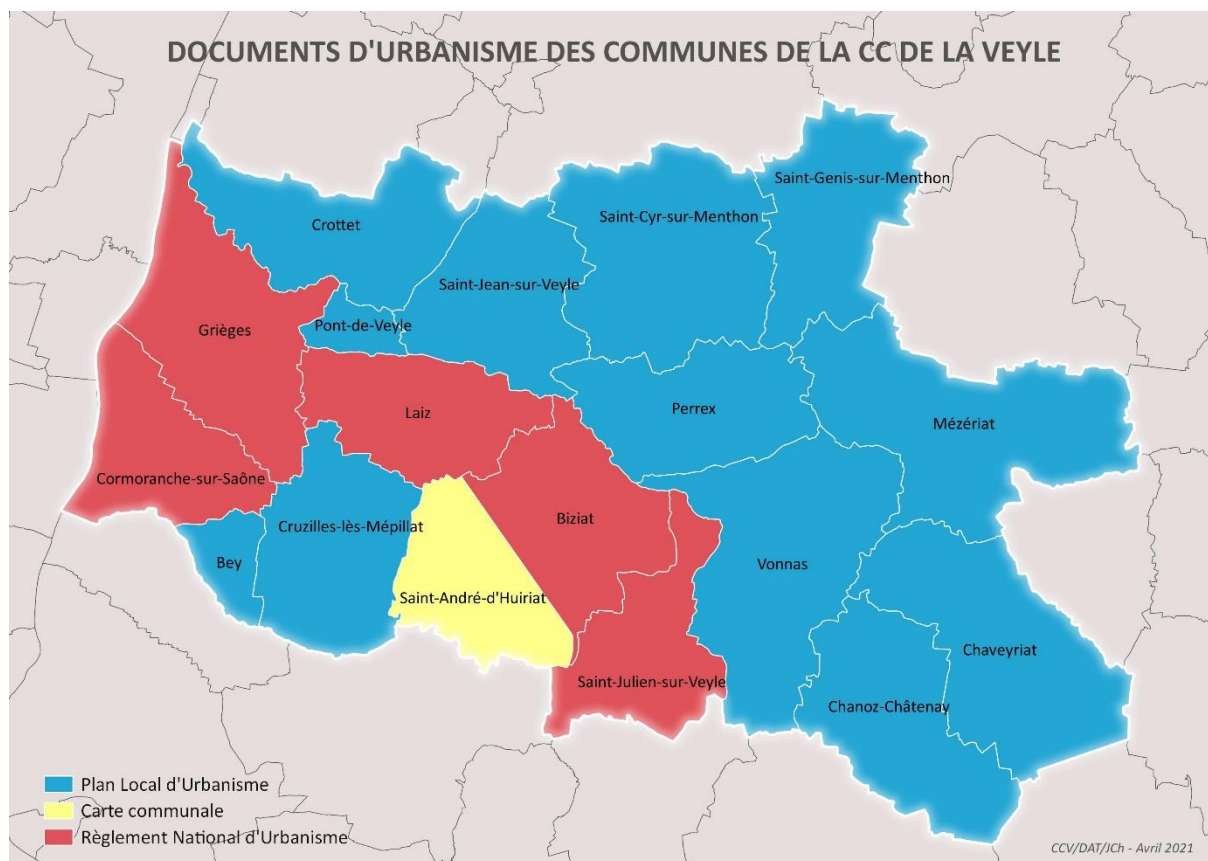 DOCUMENTS D'URBANISME DES COMMUNES DE LA CC DE LA VEYLE
Saint-Genis-sur-Menthon
Saint-Cyr-sur-Menthon
Crottet
Saint-Jean-sur-Veyle
Pont-de-Veyle
Grièges
Perrex
Laiz
Mézériat
Cormoranche-sur-Saône
Biziat
Cruzilles-lès-Mépillat
Bey
Vonnas
Saint-André-d'Huiriat
Chaveyriat
Saint-Julien-sur-Veyle
Chanoz-Châtenay
Plan Local d'Urbanisme
Carte communale
Règlement National d'Urbanisme
CCV/DAT/JCh - Avril 2021